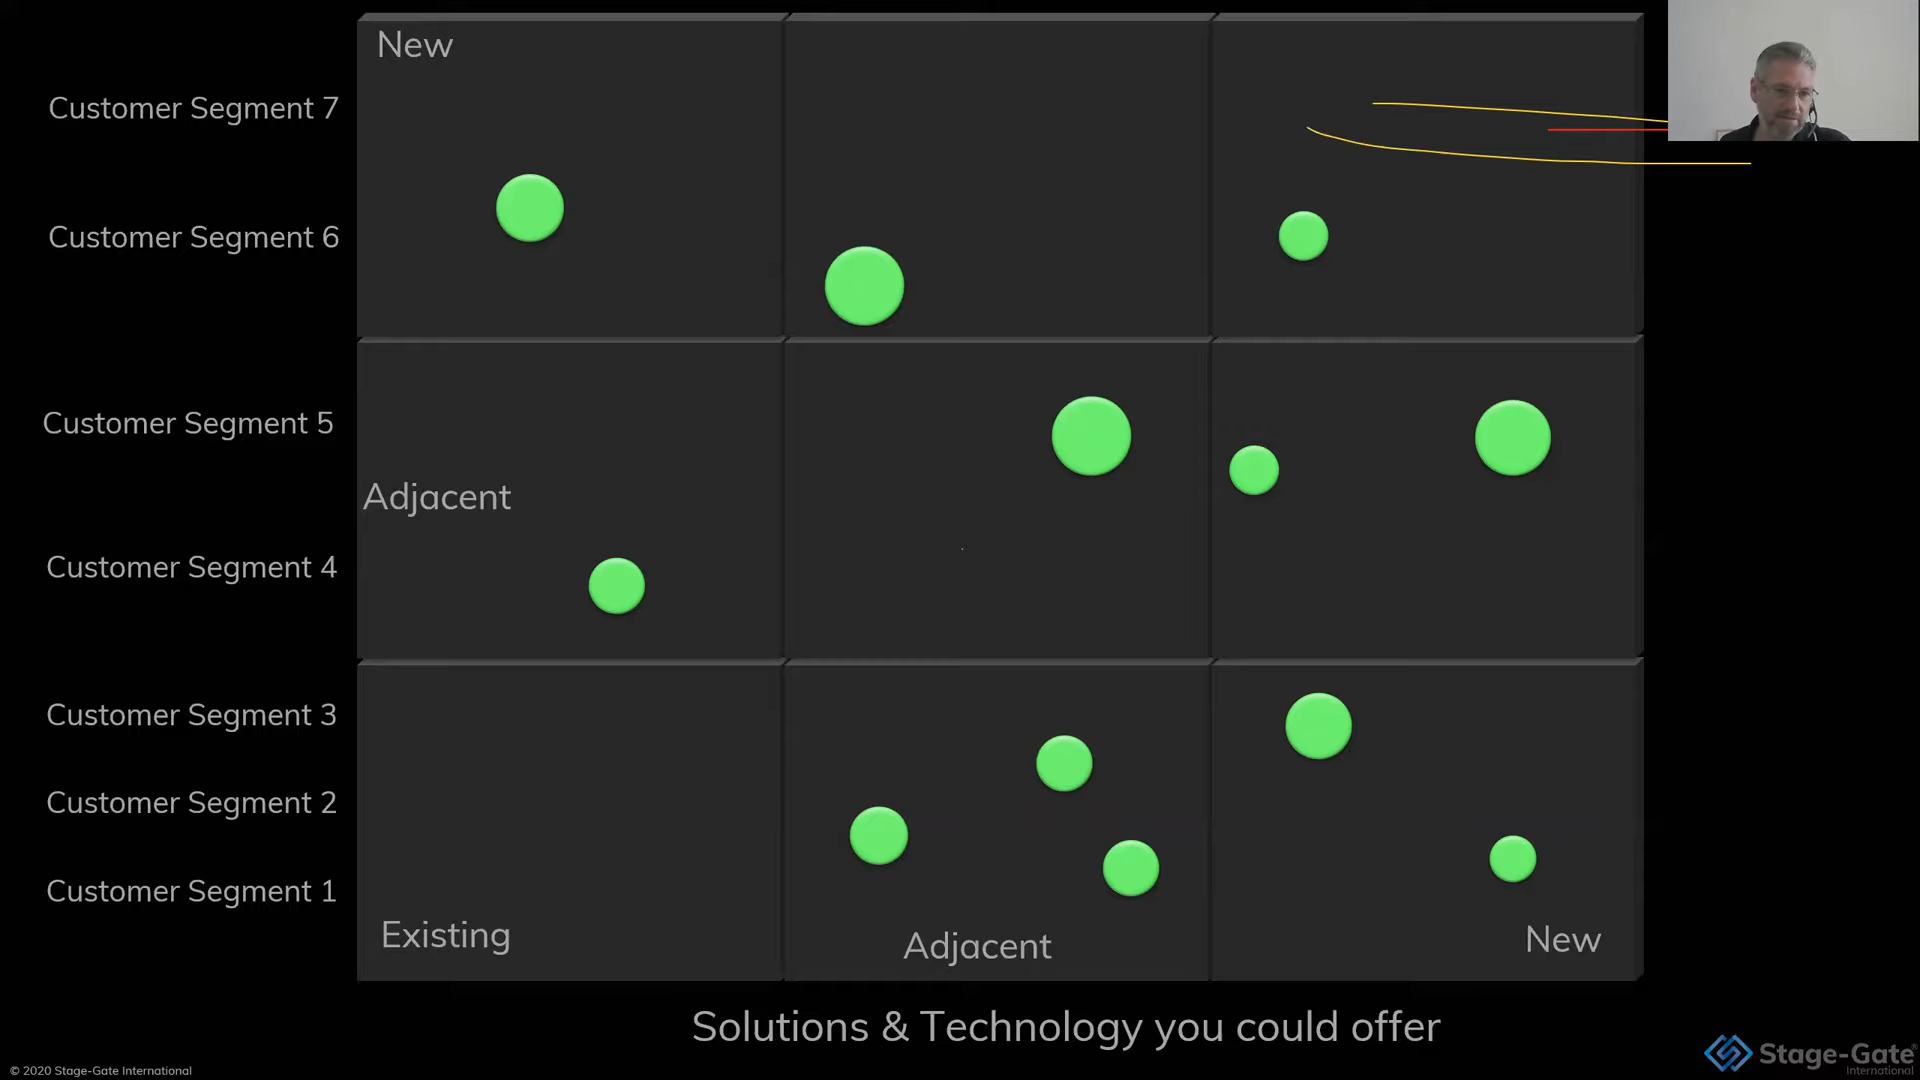 New
Customer Segment 7
Customer Segment 6
Customer Segment 5
Adjacent
Customer Segment 4
Customer Segment 3
Customer Segment 2
Customer Segment 1
Existing
Adjacent
New
Solutions & Technology you could offer
Stage-Gate®
International
© 2020 Stage-Gate International